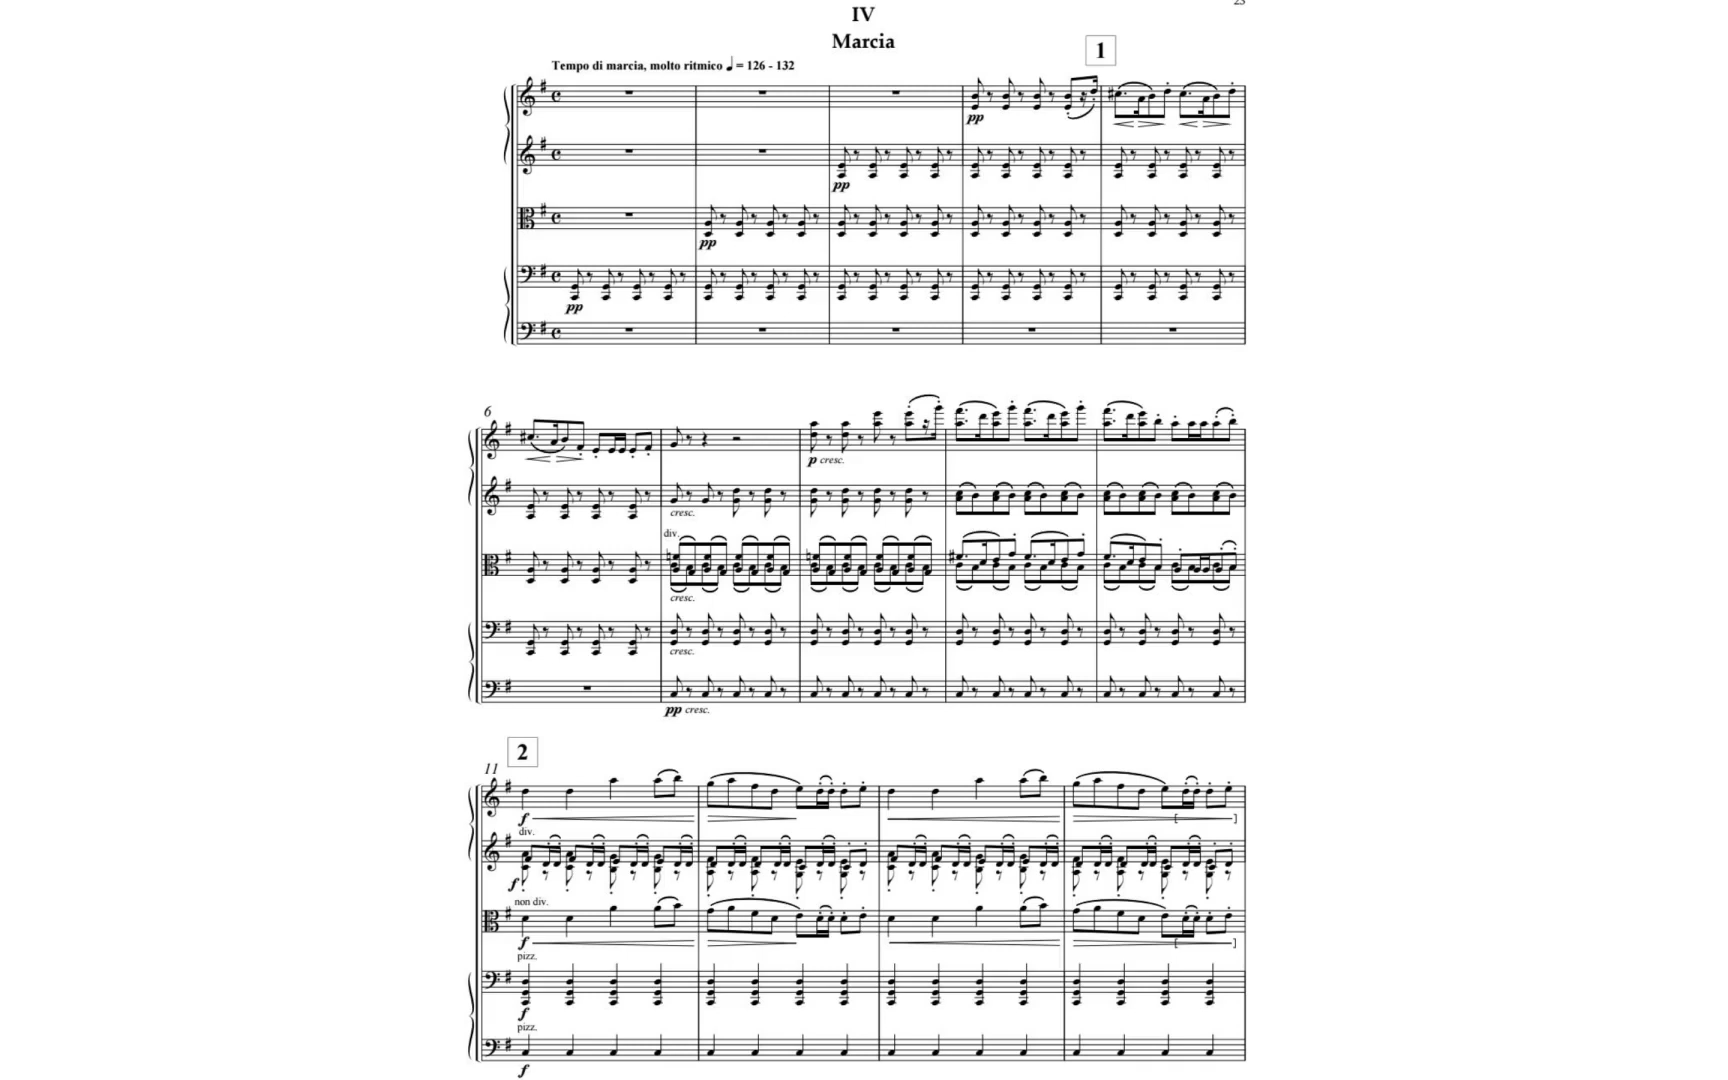 23
IV
Marcia
1
Tempo di marcia, molto ritmico ♩ = 126 - 132
pp
pp
pp
pp
6
p cresc.
cresc.
div.
cresc.
cresc.
pp cresc.
2
11
f
div.
[ ]
f
non div.
f
[ ]
pizz.
f
pizz.
f